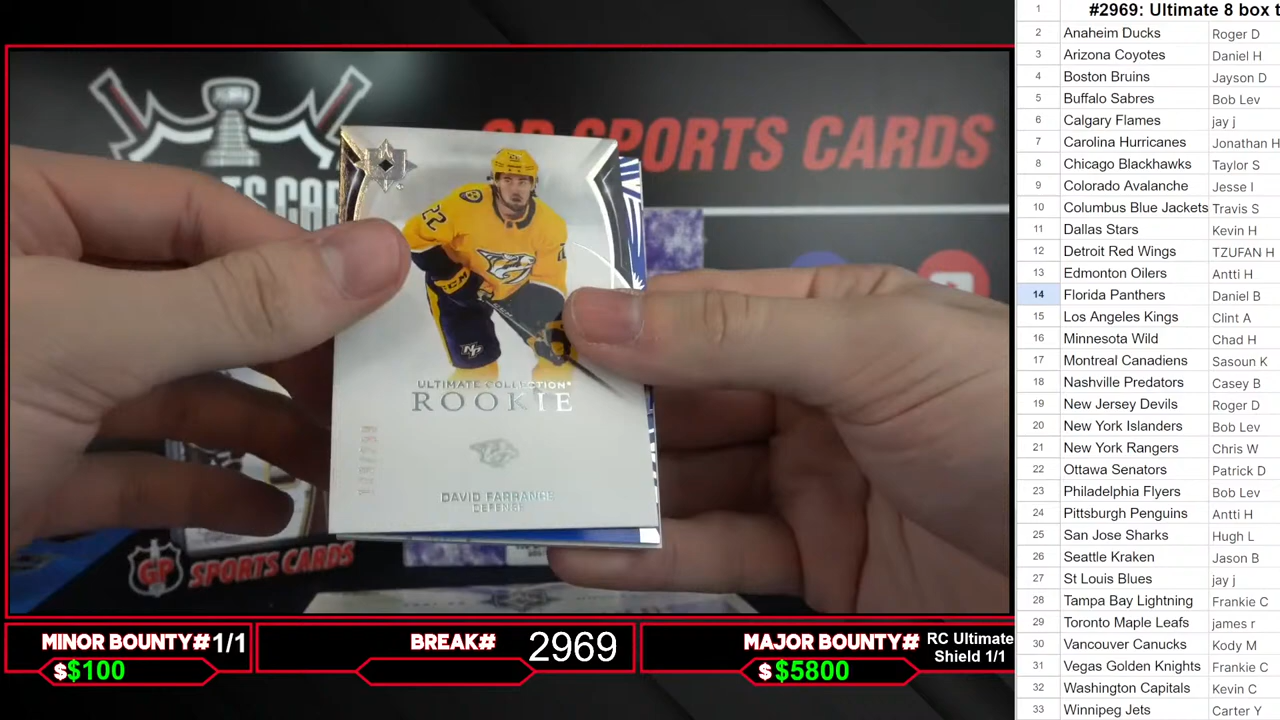 SPORTS CARDS
22
CCM
NP
ULTIMATE COLLECTION
ROOKIE
DAVID FARRANCE
DEFENSE
GP SPORTS CARDS
MINOR BOUNTY# 1/1
$$100
BREAK# 2969
MAJOR BOUNTY# RC Ultimate
Shield 1/1
$ $5800
1 #2969: Ultimate 8 box t
2 Anaheim Ducks Roger D
3 Arizona Coyotes Daniel H
4 Boston Bruins Jayson D
5 Buffalo Sabres Bob Lev
6 Calgary Flames jay j
7 Carolina Hurricanes Jonathan H
8 Chicago Blackhawks Taylor S
9 Colorado Avalanche Jesse I
10 Columbus Blue Jackets Travis S
11 Dallas Stars Kevin H
12 Detroit Red Wings TZUFAN H
13 Edmonton Oilers Antti H
14 Florida Panthers Daniel B
15 Los Angeles Kings Clint A
16 Minnesota Wild Chad H
17 Montreal Canadiens Sasoun K
18 Nashville Predators Casey B
19 New Jersey Devils Roger D
20 New York Islanders Bob Lev
21 New York Rangers Chris W
22 Ottawa Senators Patrick D
23 Philadelphia Flyers Bob Lev
24 Pittsburgh Penguins Antti H
25 San Jose Sharks Hugh L
26 Seattle Kraken Jason B
27 St Louis Blues jay j
28 Tampa Bay Lightning Frankie C
29 Toronto Maple Leafs james r
30 Vancouver Canucks Kody M
31 Vegas Golden Knights Frankie C
32 Washington Capitals Kevin C
33 Winnipeg Jets Carter Y